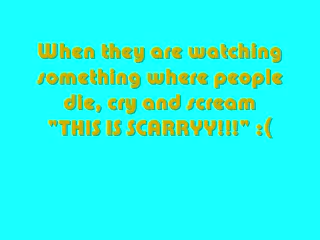 When they are watching
something where people
die, cry and scream
"THIS IS SCARRYY!!!" :(